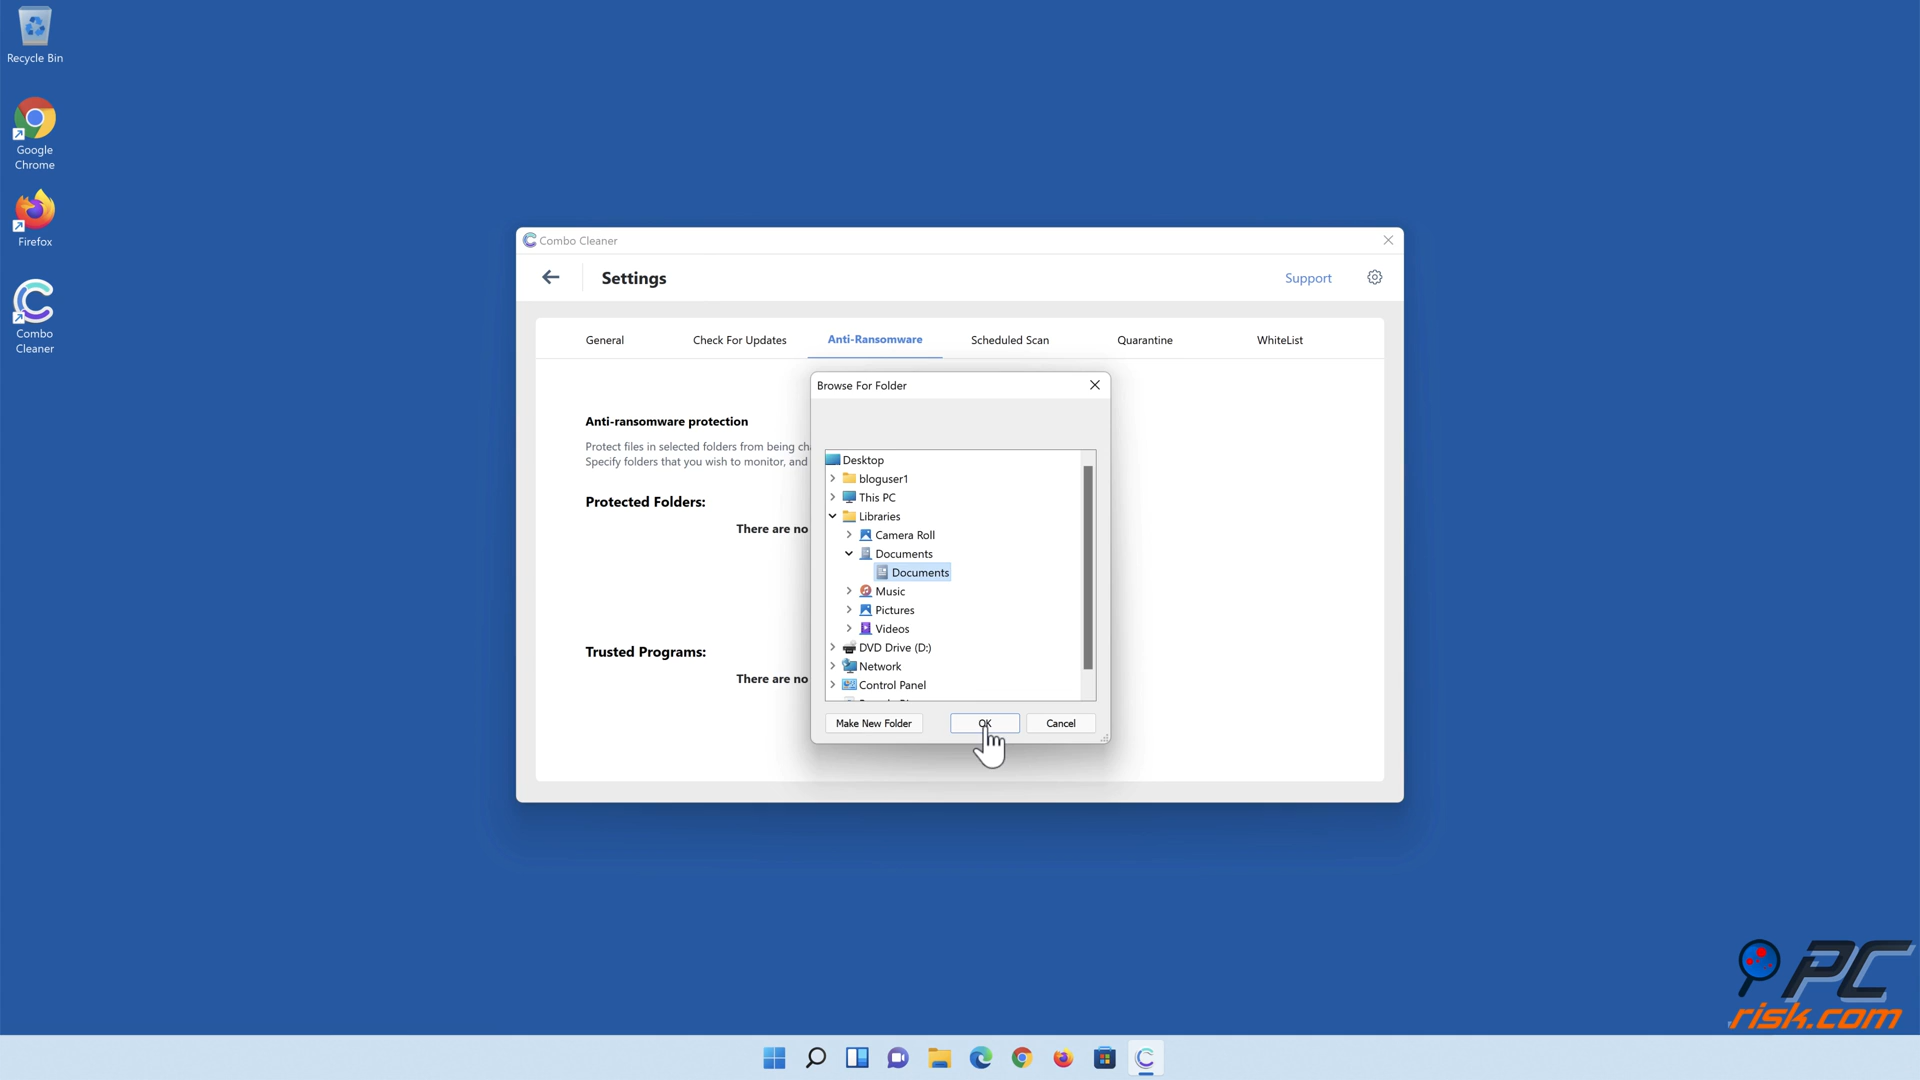 Recycle Bin
Google
Chrome
Firefox
Combo
Cleaner
Combo Cleaner
Settings
Support
General
Check For Updates
Anti-Ransomware
Scheduled Scan
Quarantine
WhiteList
Anti-ransomware protection
Protect files in selected folders from being
Specify folders that you wish to monitor, and
Protected Folders:
There are no
Trusted Programs:
There are no
Browse For Folder
Desktop
bloguser1
This PC
Libraries
Camera Roll
Documents
Documents
Music
Pictures
Videos
DVD Drive (D:)
Network
Control Panel
Make New Folder
OK
Cancel
PC
risk.com